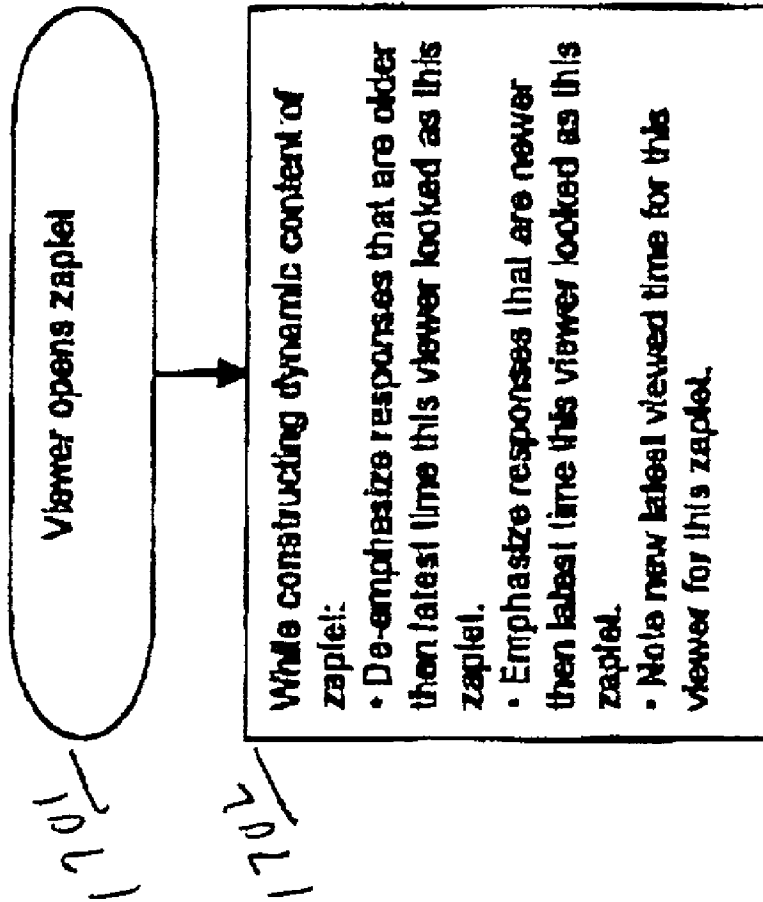 1701
Viewer opens zaplet
1702
While constructing dynamic content of
zaplet:
• De-emphasize responses that are older
then latest time this viewer looked as this
zaplet.
• Emphasize responses that are newer
then latest time this viewer looked as this
zaplet.
• Note new latest viewed time for this
viewer for this zaplet.